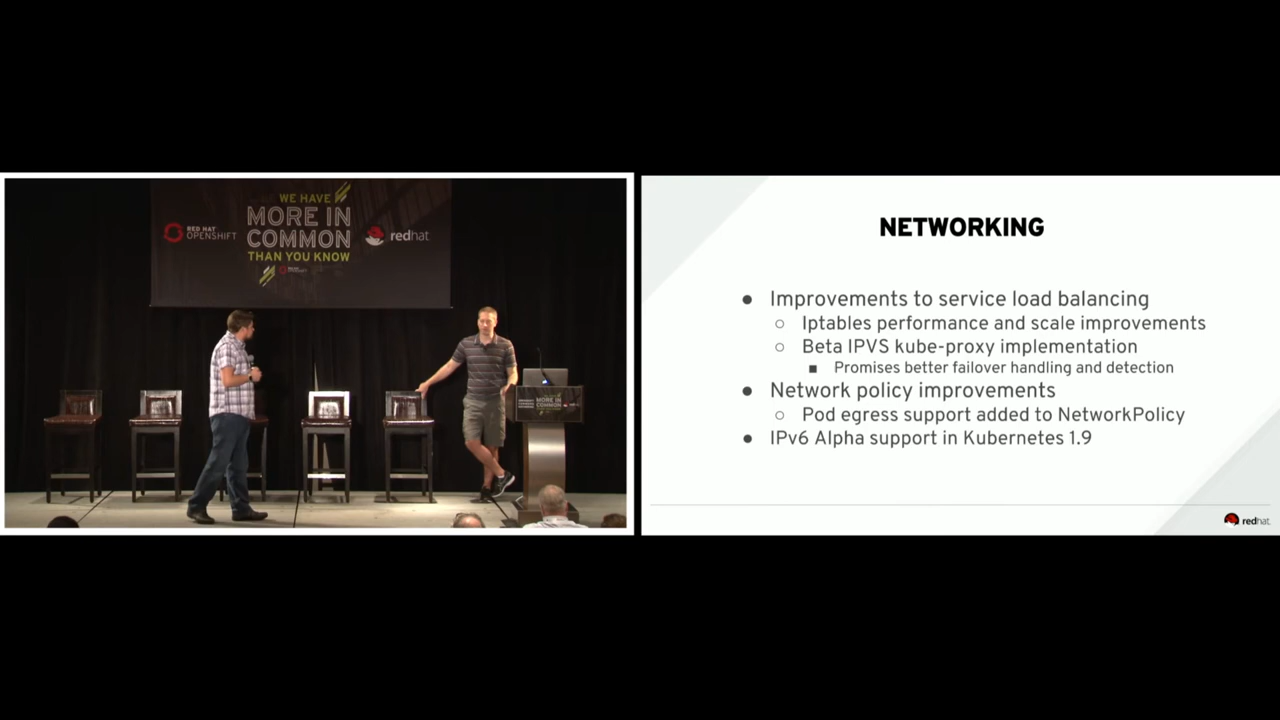 WE HAVE
MORE IN
COMMON
THAN YOU KNOW
RED HAT
OPENSHIFT
redhat
MORE IN
COMMON
NETWORKING
● Improvements to service load balancing
○ Iptables performance and scale improvements
○ Beta IPVS kube-proxy implementation
■ Promises better failover handling and detection
● Network policy improvements
○ Pod egress support added to NetworkPolicy
● IPv6 Alpha support in Kubernetes 1.9
redhat